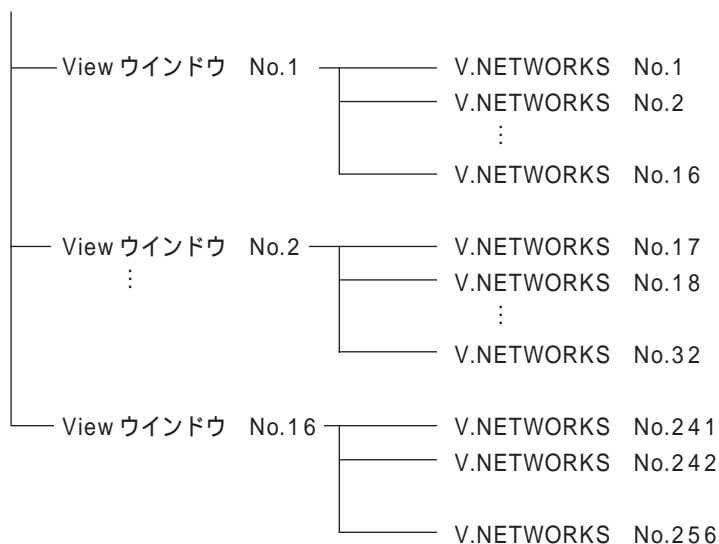 View ウインドウ No.1 V.NETWORKS No.1
V.NETWORKS No.2
⋮
V.NETWORKS No.16
View ウインドウ No.2 V.NETWORKS No.17
⋮ V.NETWORKS No.18
⋮
V.NETWORKS No.32
View ウインドウ No.16 V.NETWORKS No.241
V.NETWORKS No.242
V.NETWORKS No.256